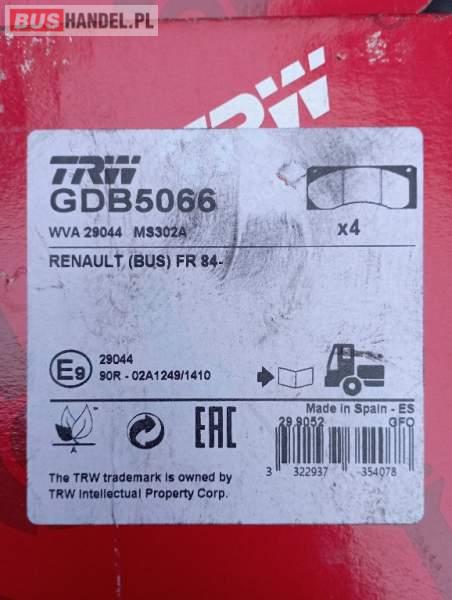 BUSHANDEL.PL
TRW
TRW
GDB5066
WVA 29044 MS302A
x4
RENAULT (BUS) FR 84-
E9
29044
90R - 02A1249/1410
A
EAC
Made in Spain - ES
29.9052 GFO
3 322937 354078
The TRW trademark is owned by
TRW Intellectual Property Corp.